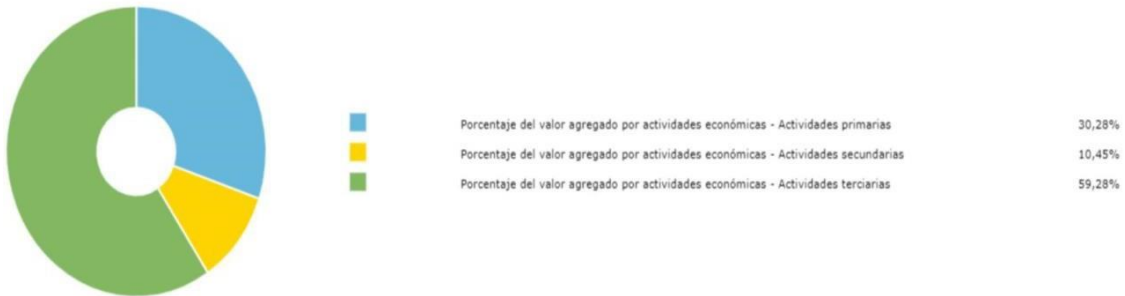 Porcentaje del valor agregado por actividades económicas - Actividades primarias 30,28%
Porcentaje del valor agregado por actividades económicas - Actividades secundarias 10,45%
Porcentaje del valor agregado por actividades económicas - Actividades terciarias 59,28%